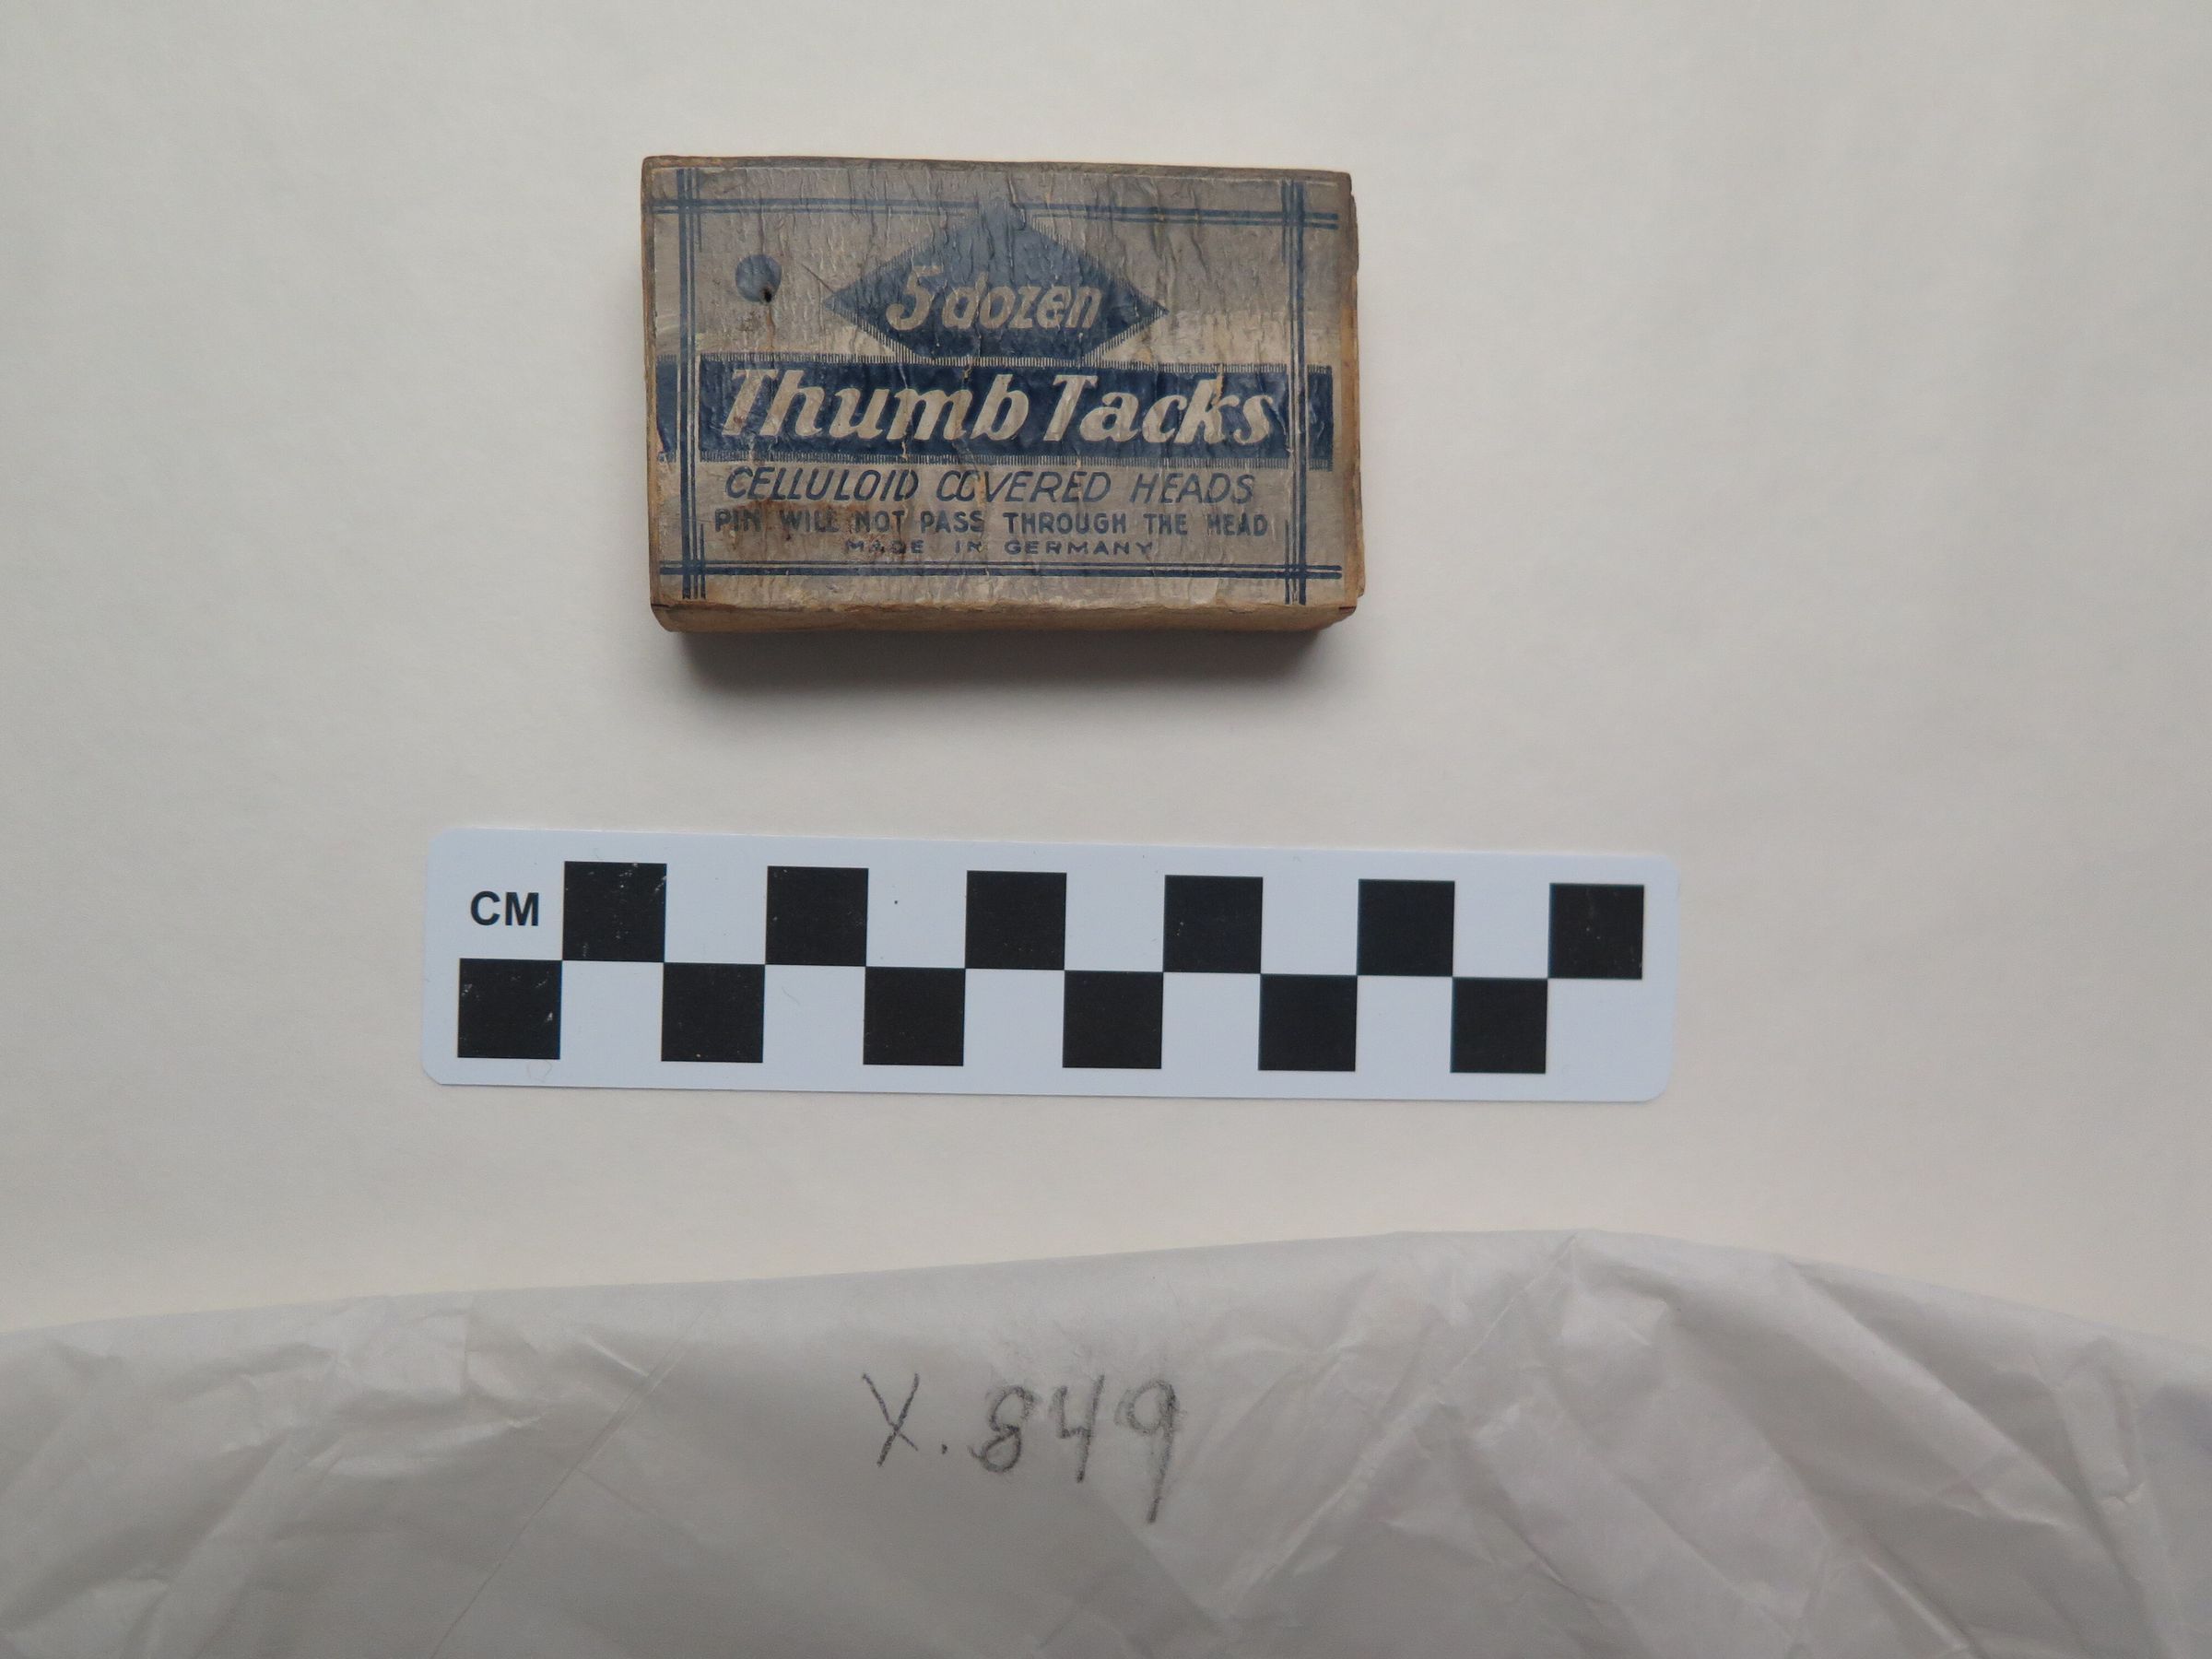 5 dozen
Thumb Tacks
CELLULOID COVERED HEADS
PIN WILL NOT PASS THROUGH THE HEAD
MADE IN GERMANY
CM
X.849